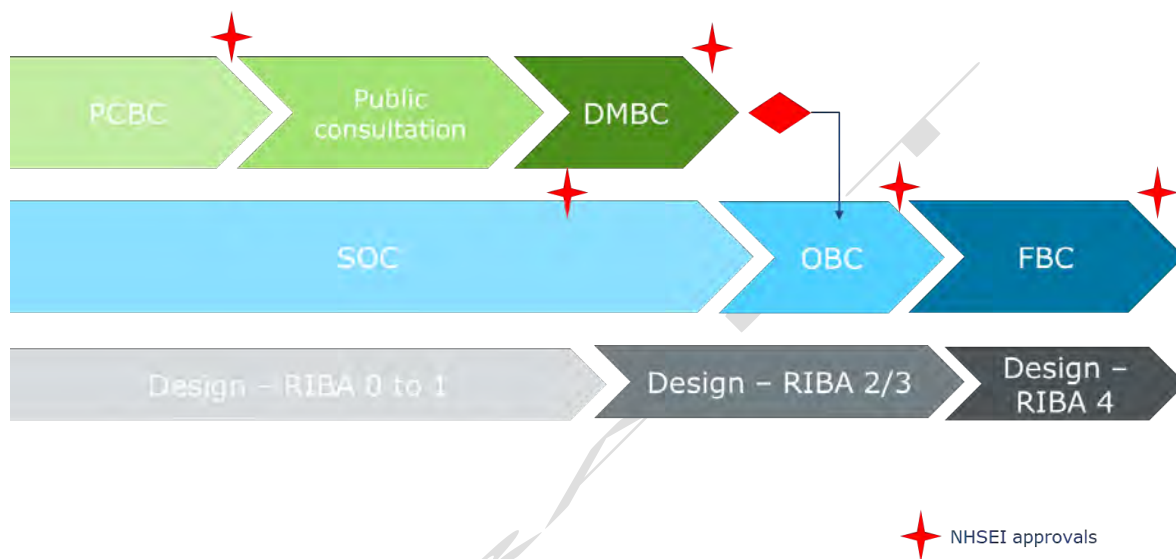 PCBC
Public
consultation
DMBC
SOC
OBC
FBC
Design – RIBA 0 to 1
Design – RIBA 2/3
Design –
RIBA 4
NHSEI approvals